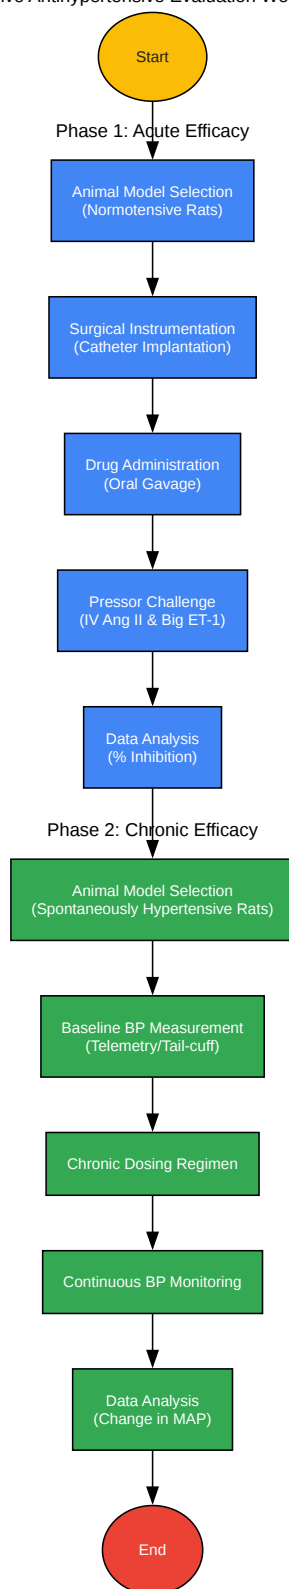 Antihypertensive Evaluation
Start
Phase 1: Acute Efficacy
Animal Model Selection
(Normotensive Rats)
Surgical Instrumentation
(Catheter Implantation)
Drug Administration
(Oral Gavage)
Pressor Challenge
(IV Ang II & Big ET-1)
Data Analysis
(% Inhibition)
Phase 2: Chronic Efficacy
Animal Model Selection
(Spontaneously Hypertensive Rats)
Baseline BP Measurement
(Telemetry/Tail-cuff)
Chronic Dosing Regimen
Continuous BP Monitoring
Data Analysis
(Change in MAP)
End